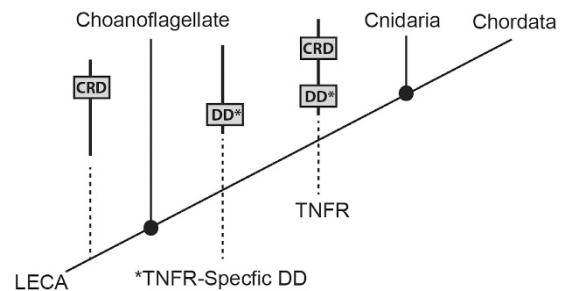 Choanoflagellate
Cnidaria
Chordata
CRD
CRD
DD*
DD*
TNFR
LECA
*TNFR-Specfic DD